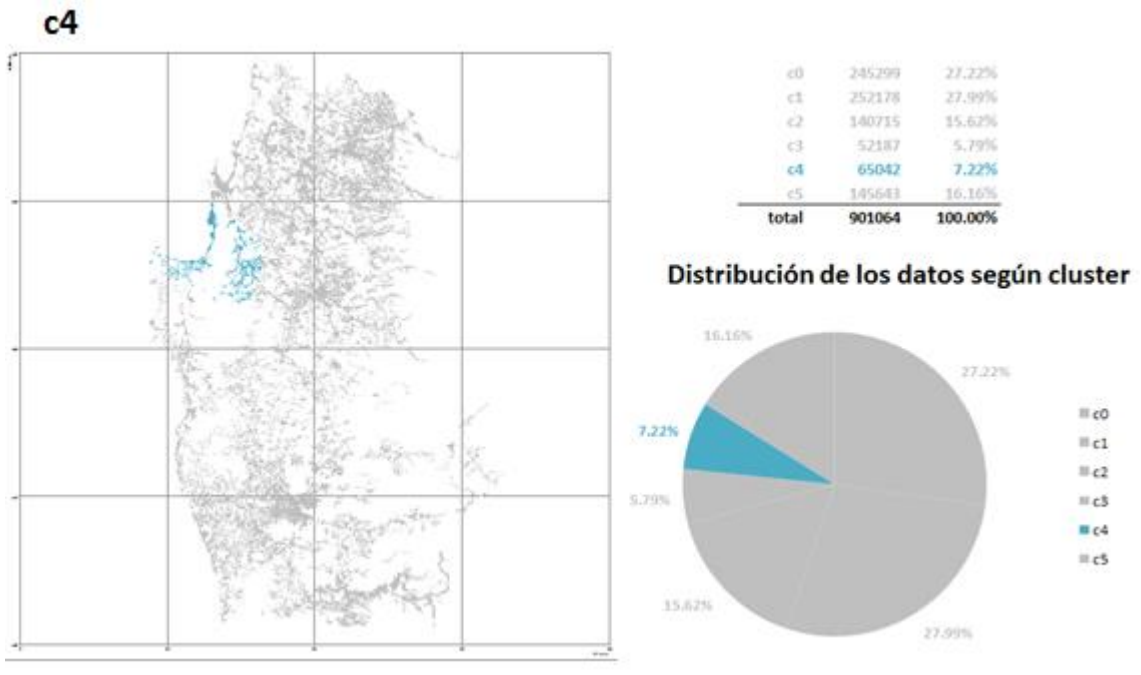 c4
c0 245299 27.22%
c1 252178 27.99%
c2 140715 15.62%
c3 52187 5.79%
c4 65042 7.22%
c5 145643 16.16%
total 901064 100.00%
Distribución de los datos según cluster
16.16%
27.22%
7.22%
5.79%
15.62%
27.99%
c0
c1
c2
c3
c4
c5